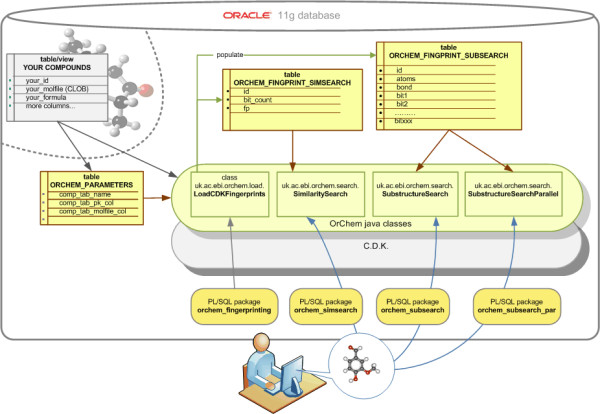 ORACLE 11g database
table/view
YOUR COMPOUNDS
your_id
your_molfile (CLOB)
your_formula
more columns...
populate
table
ORCHEM_FINGPRINT_SIMSEARCH
id
bit_count
fp
table
ORCHEM_FINGPRINT_SUBSEARCH
id
atoms
bond
bit1
bit2
.........
bitxxx
table
ORCHEM_PARAMETERS
comp_tab_name
comp_tab_pk_col
comp_tab_molfile_col
class
uk.ac.ebi.orchem.load.
LoadCDKFingerprints
uk.ac.ebi.orchem.search.
SimilaritySearch
uk.ac.ebi.orchem.search.
SubstructureSearch
uk.ac.ebi.orchem.search.
SubstructureSearchParallel
OrChem java classes
C.D.K.
PL/SQL package
orchem_fingerprinting
PL/SQL package
orchem_simsearch
PL/SQL package
orchem_subsearch
PL/SQL package
orchem_subsearch_par